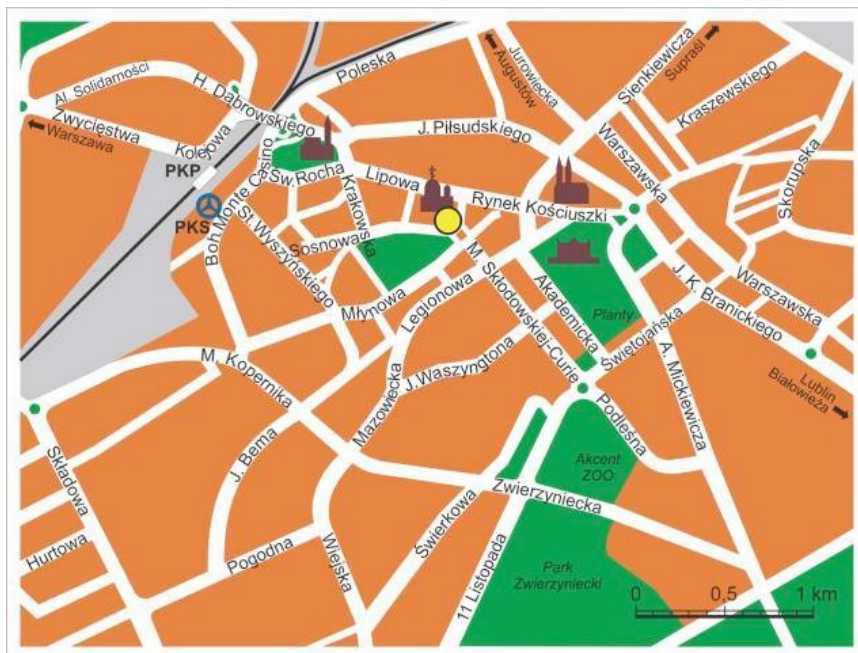 Poleska
Augustów
Jurowiecka
Sienkiewicza
Supraśl
Kraszewskiego
Al. Solidarności
H. Dąbrowskiego
Zwycięstwa
Warszawa
Kolejowa
J. Piłsudskiego
Warszawska
Skorupska
PKP
Św. Rocha
Lipowa
Rynek Kościuszki
PKS
Boh. Monte Casino
St. Wyszyńskiego
Krakowska
Sosnowa
Młynowa
Legionowa
M. Skłodowskiej-Curie
Akademicka
Planty
J. K. Branickiego
Warszawska
Świętojańska
A. Mickiewicza
Lublin
Białowieża
M. Kopernika
J. Waszyngtona
Mazowiecka
Podleśna
J. Bema
Akcent
ZOO
Składowa
Zwierzyniecka
Świerkowa
Hurtowa
Pogodna
Wiejska
11 Listopada
Park
Zwierzyniecki
0 0,5 1 km